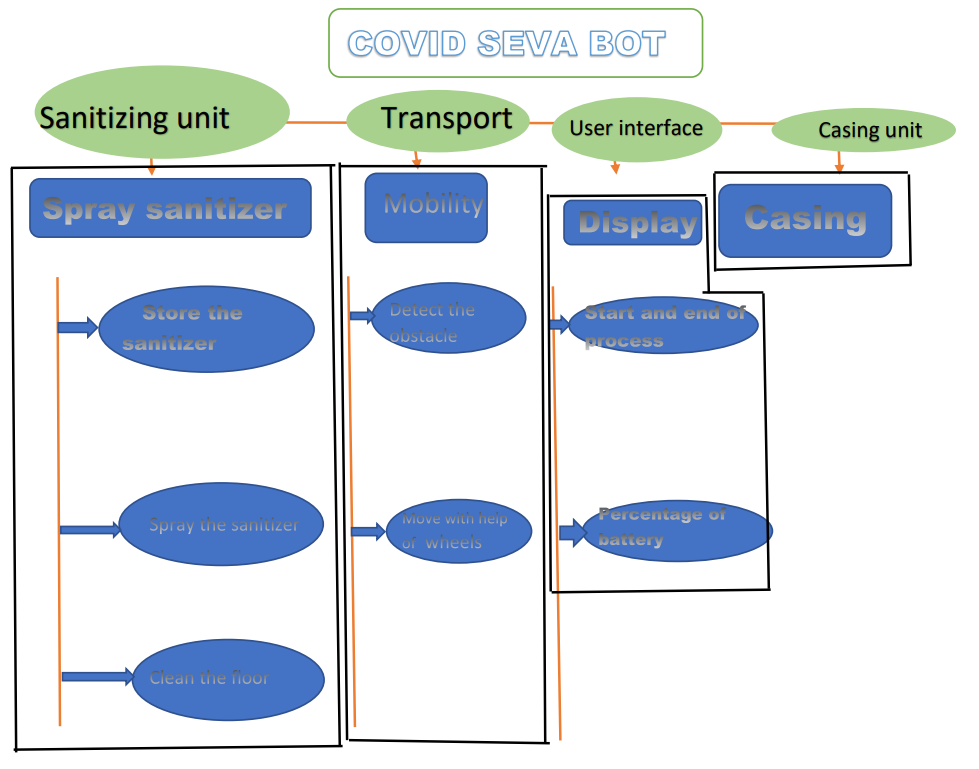 COVID SEVA BOT
Sanitizing unit
Transport
User interface
Casing unit
Spray sanitizer
Mobility
Display
Casing
Store the
sanitizer
Detect the
obstacle
Start and end of
process
Spray the sanitizer
Move with help
of wheels
Percentage of
battery
Clean the floor